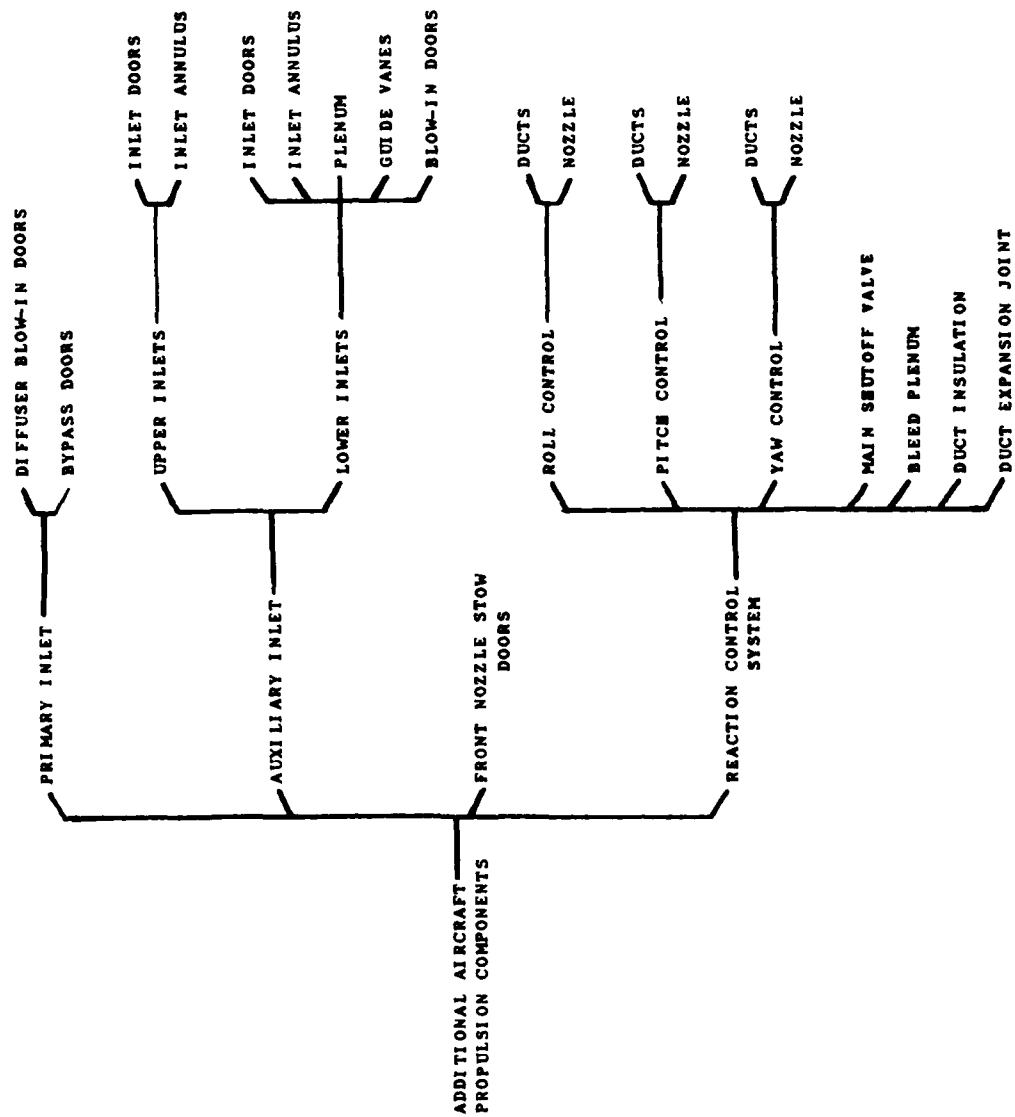 ADDITIONAL AIRCRAFT
PROPULSION COMPONENTS
PRIMARY INLET
DIFFUSER BLOW-IN DOORS
BYPASS DOORS
AUXILIARY INLET
UPPER INLETS
INLET DOORS
INLET ANNULUS
LOWER INLETS
INLET DOORS
INLET ANNULUS
PLENUM
GUIDE VANES
BLOW-IN DOORS
FRONT NOZZLE STOW
DOORS
REACTION CONTROL
SYSTEM
ROLL CONTROL
DUCTS
NOZZLE
PITCH CONTROL
DUCTS
NOZZLE
YAW CONTROL
DUCTS
NOZZLE
MAIN SHUTOFF VALVE
BLEED PLENUM
DUCT INSULATION
DUCT EXPANSION JOINT